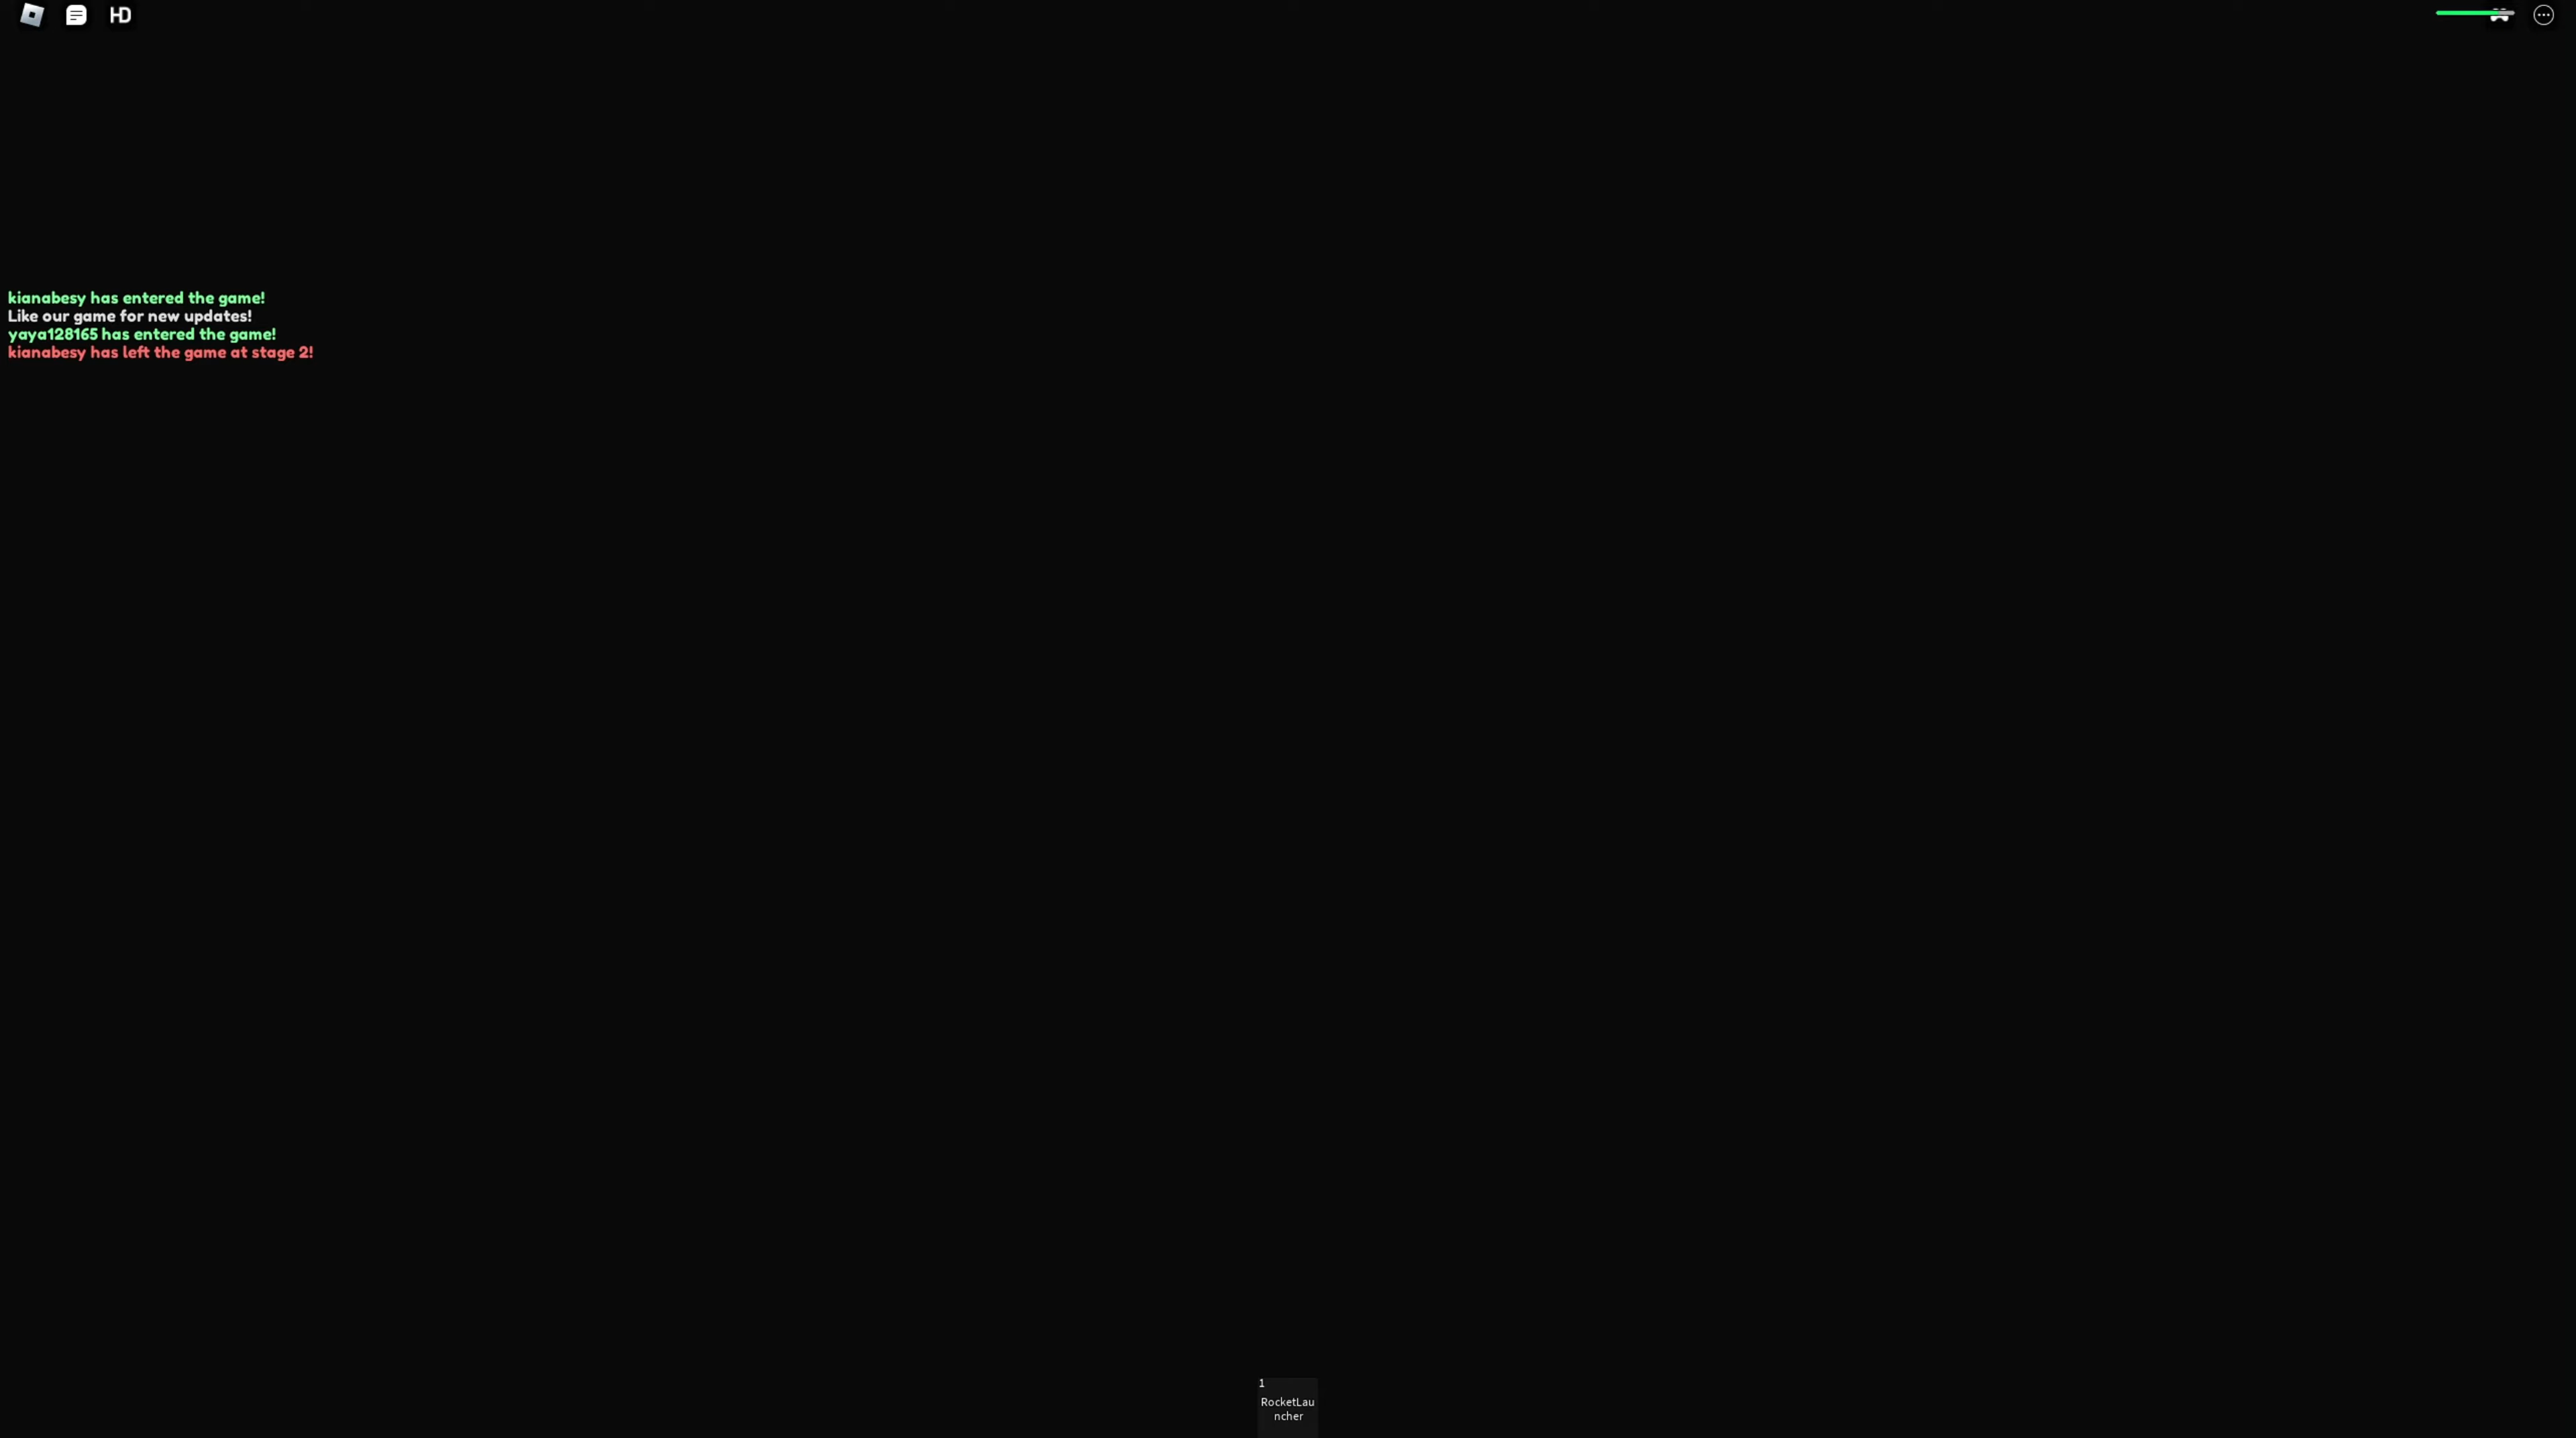 HD
kianabesy has entered the game!
Like our game for new updates!
yaya128165 has entered the game!
kianabesy has left the game at stage 2!
1
RocketLau
ncher